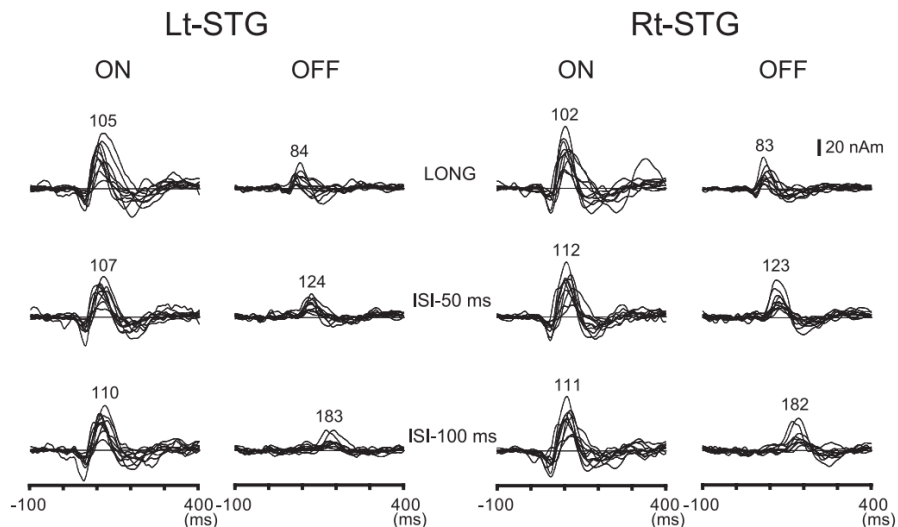 Lt-STG Rt-STG
ON OFF ON OFF
105 84 LONG 102 83 20 nAm
107 124 ISI-50 ms 112 123
110 183 ISI-100 ms 111 182
-100 400 -100 400 -100 400 -100 400
(ms) (ms) (ms) (ms)